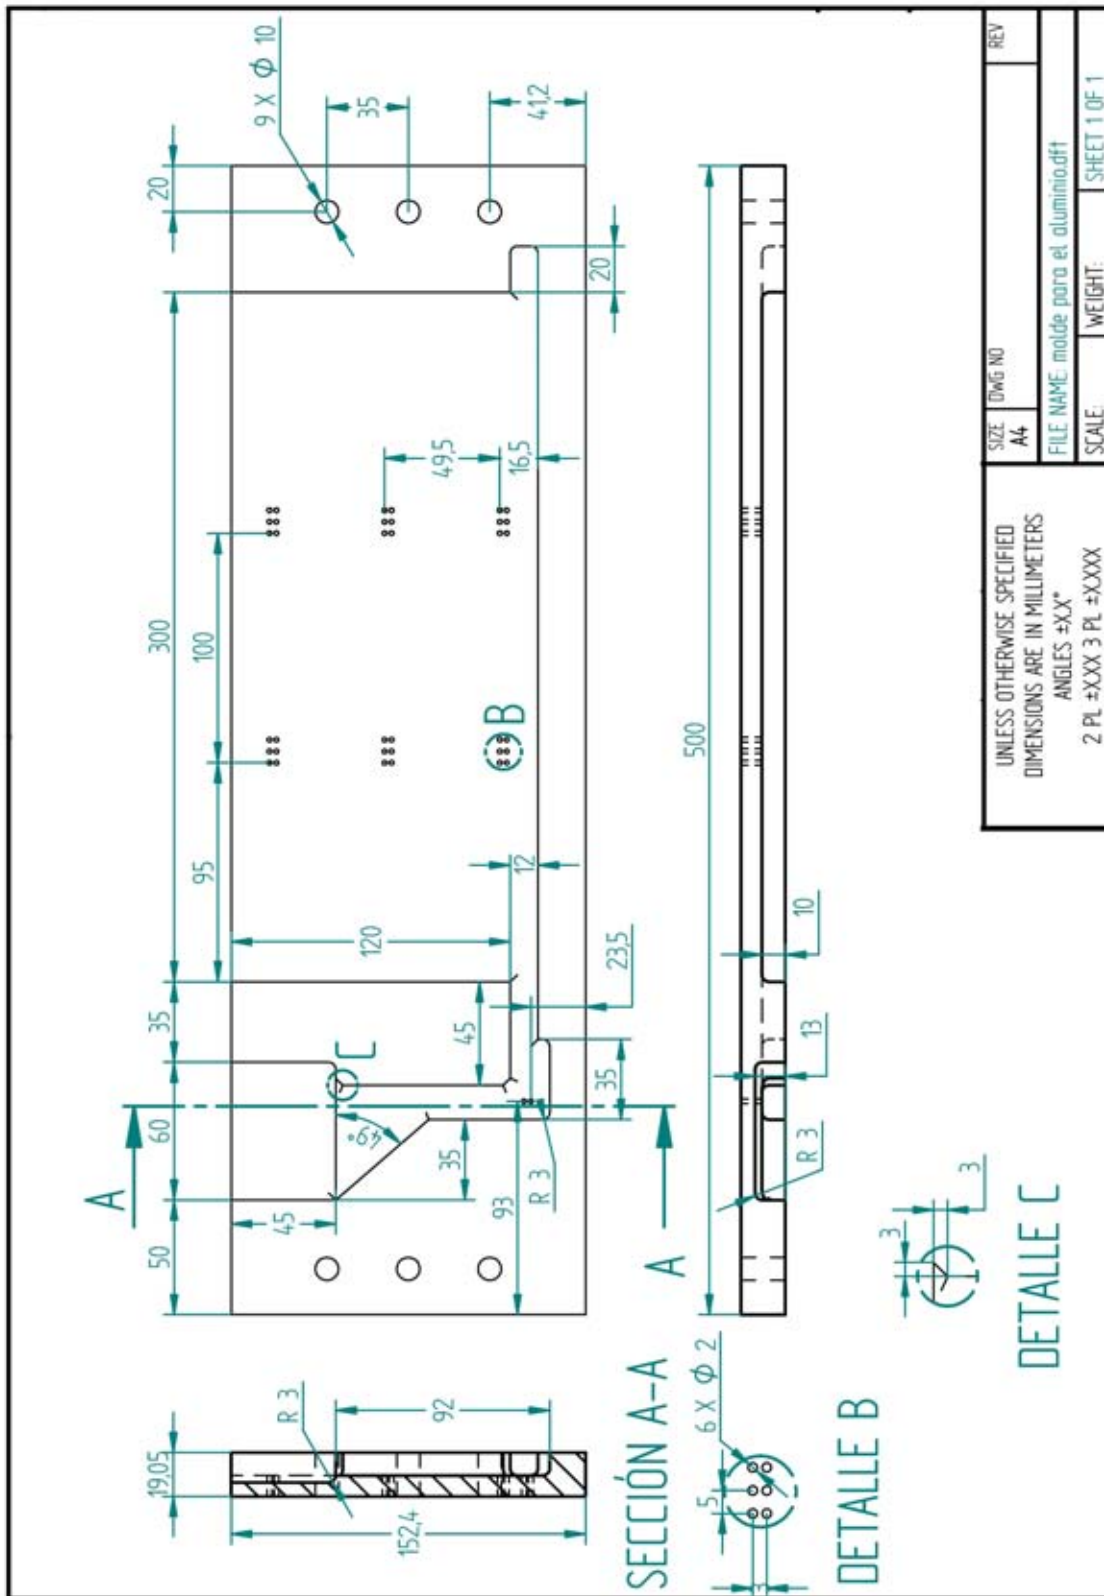 9 X Ø 10
20
35
41,2
20
300
100
49,5
16,5
95
B
120
12
35
C
45
23,5
35
60
49°
35
R 3
93
A
A
45
50
500
10
13
R 3
19,05
152,4
R 3
92
SECCIÓN A-A
6 X Ø 2
5
DETALLE B
3
3
DETALLE C
UNLESS OTHERWISE SPECIFIED
DIMENSIONS ARE IN MILLIMETERS
ANGLES ±X.X°
2 PL ±X.XX 3 PL ±X.XXX
SIZE
A4
DWG NO
REV
FILE NAME: molde para el aluminio.dft
SCALE:
WEIGHT:
SHEET 1 OF 1